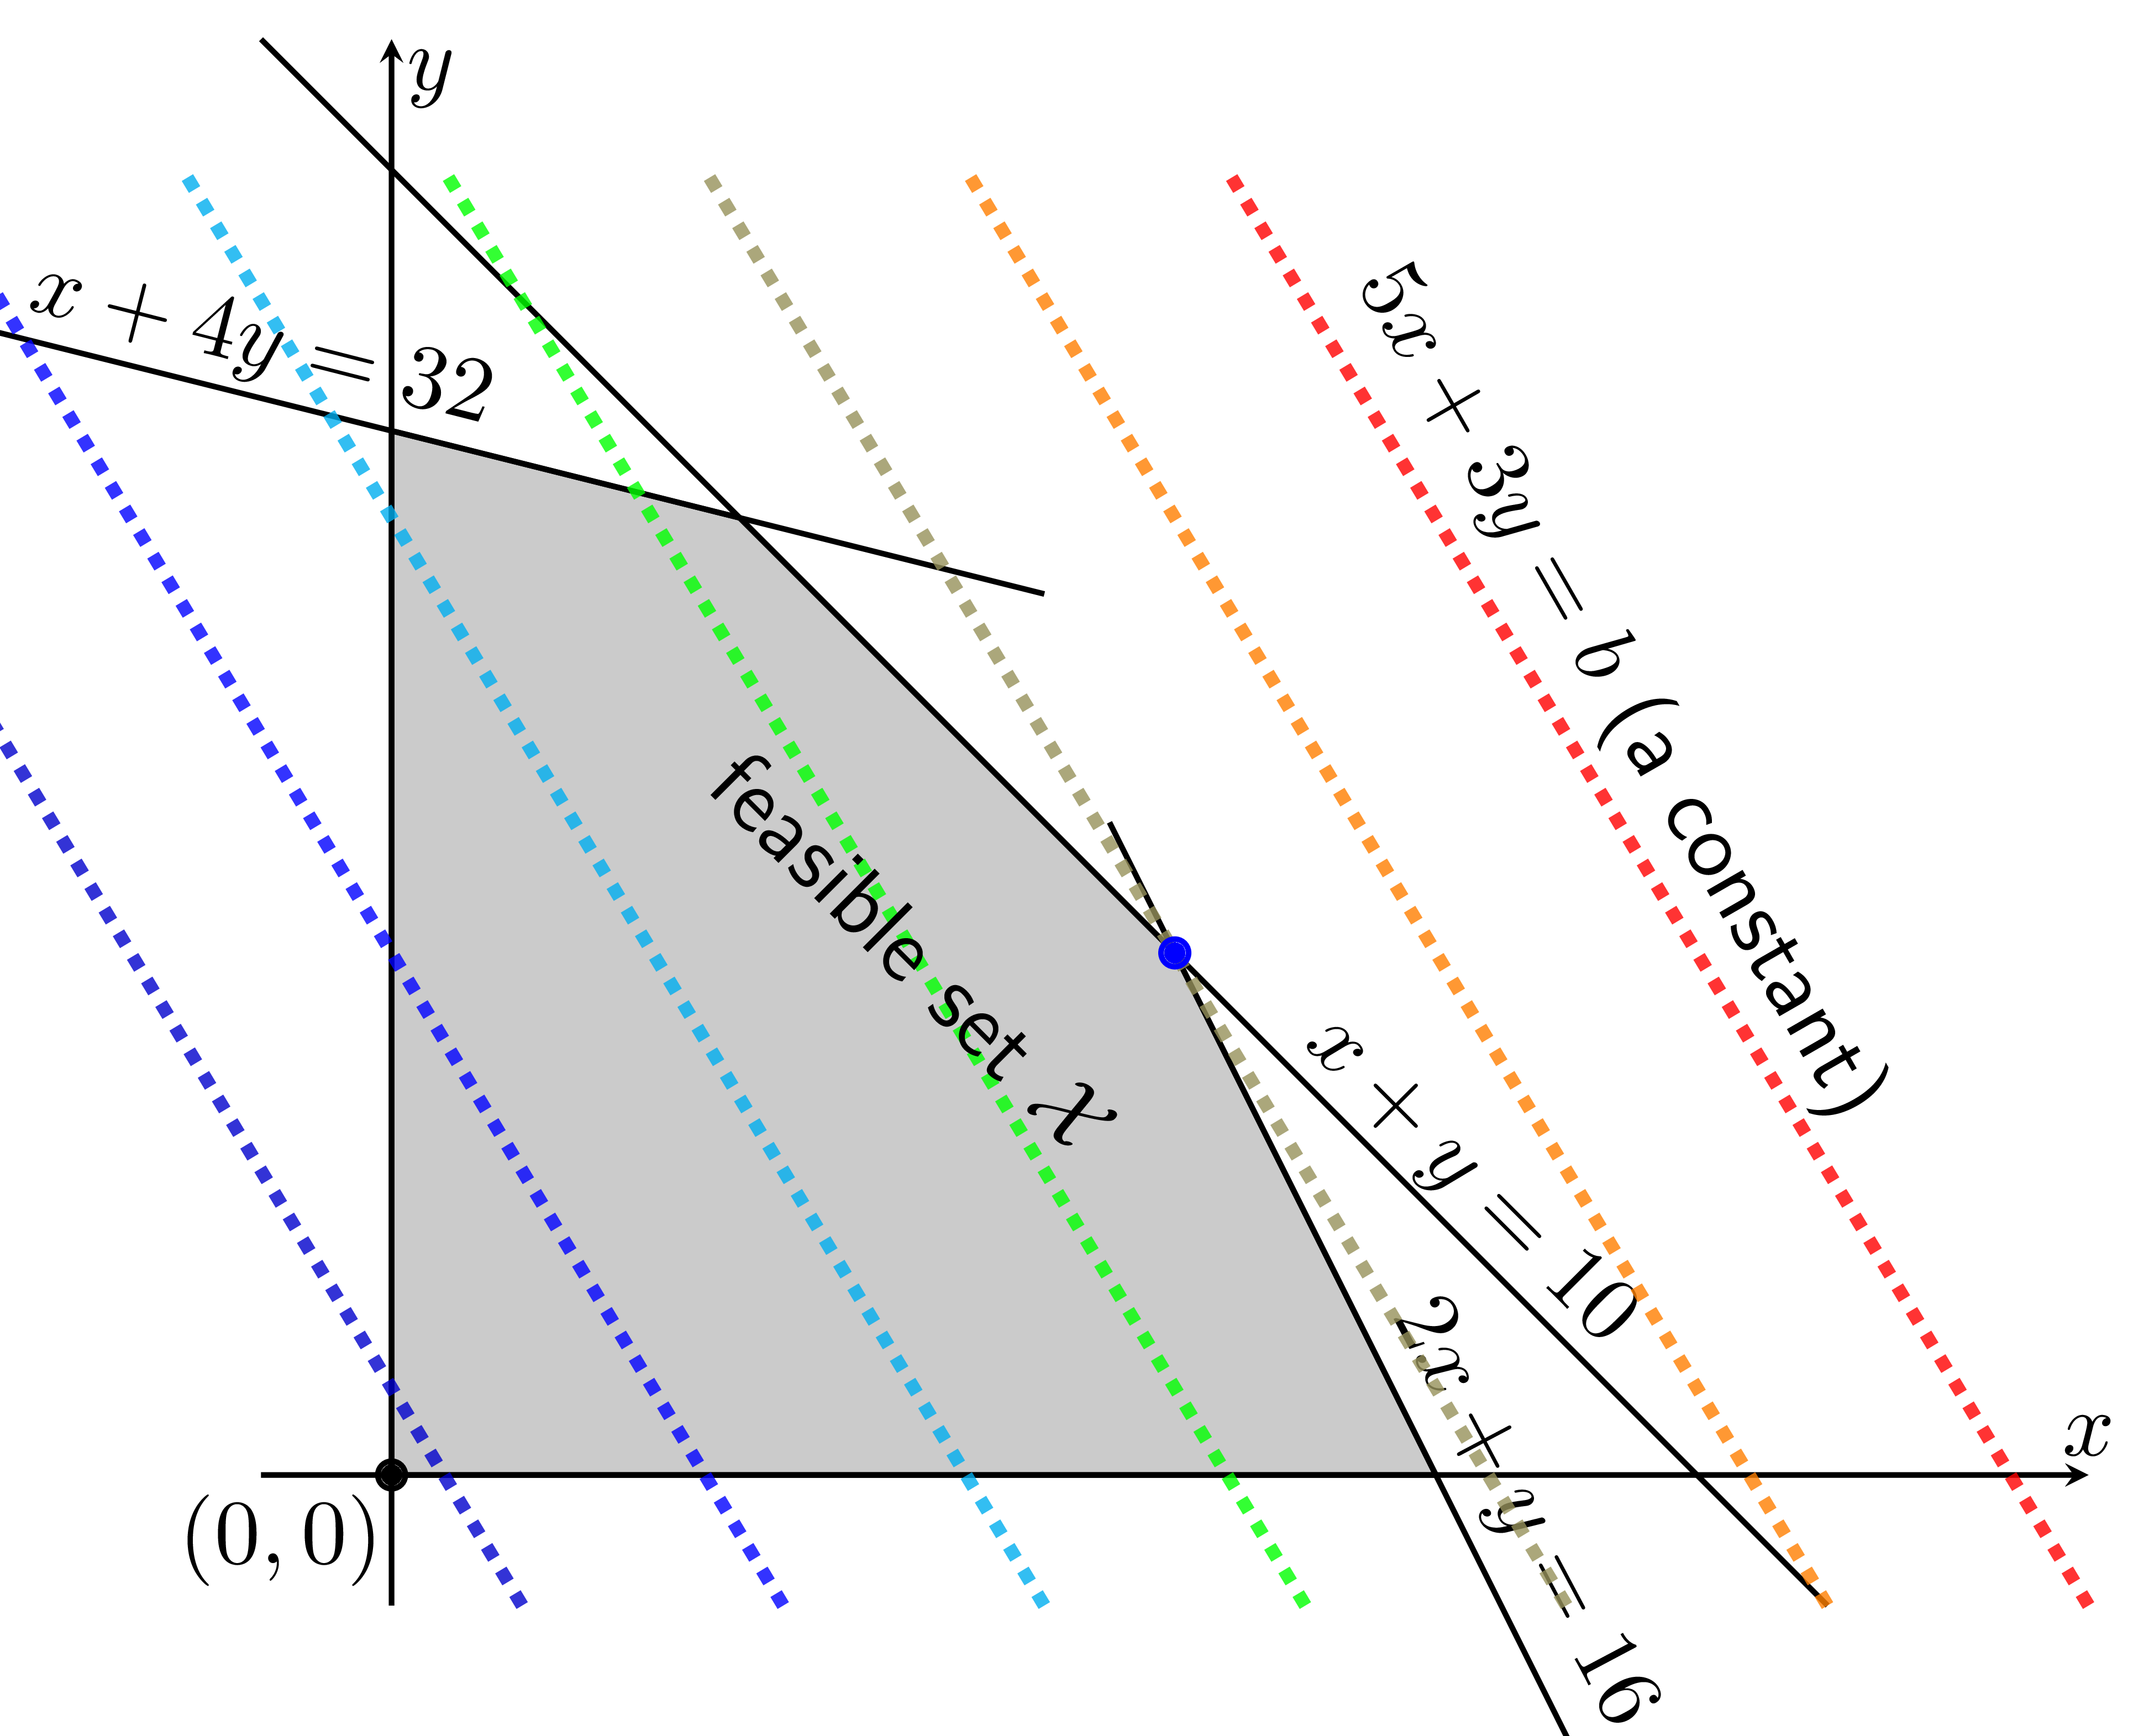 y
x + 4y = 32
5x + 3y = b (a constant)
feasible set 𝒳
x + y = 10
2x + y = 16
x
(0, 0)